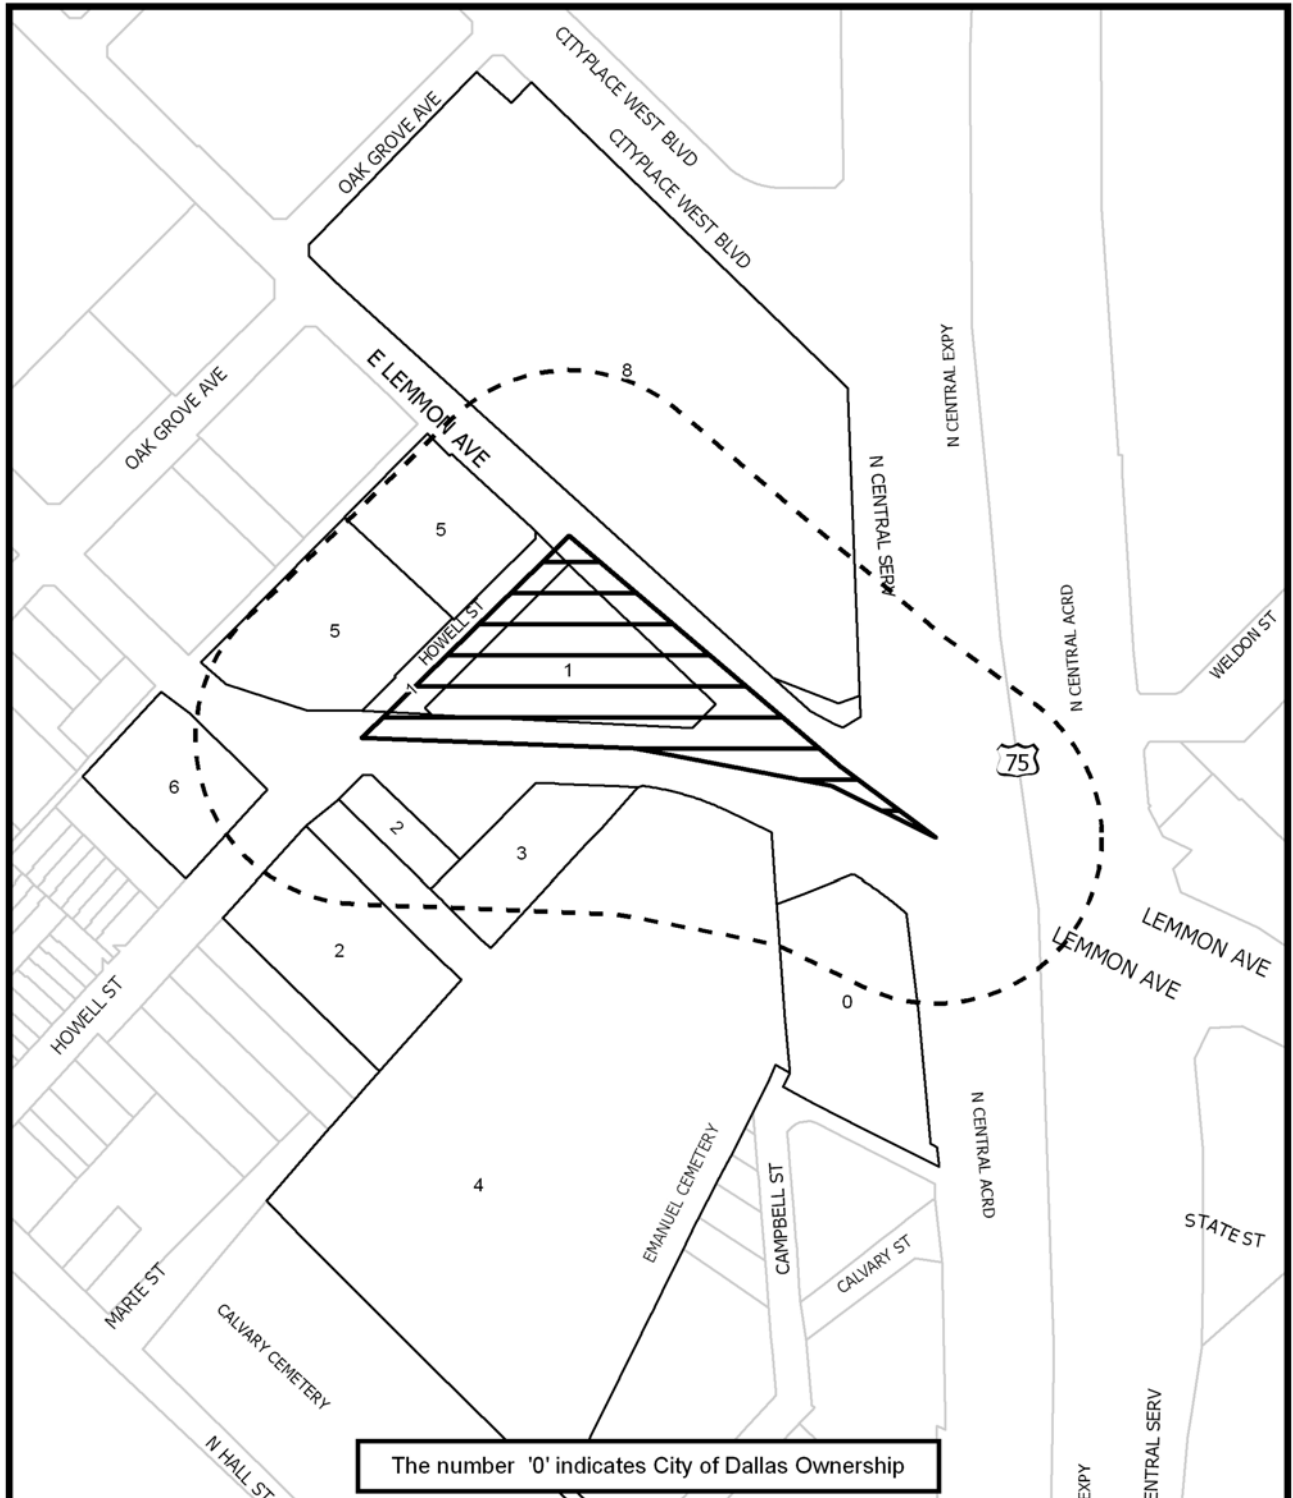 CITYPLACE WEST BLVD
OAK GROVE AVE
CITYPLACE WEST BLVD
8
E LEMMON AVE
N CENTRAL EXPY
OAK GROVE AVE
N CENTRAL SERV
5
5
HOWELL ST
1
1
N CENTRAL ACRD
WELDON ST
75
6
2
3
2
LEMMON AVE
LEMMON AVE
0
HOWELL ST
4
EMANUEL CEMETERY
CAMPBELL ST
N CENTRAL ACRD
CALVARY ST
STATE ST
MARIE ST
CALVARY CEMETERY
N HALL ST
The number '0' indicates City of Dallas Ownership
EXPY
ENTRAL SERV